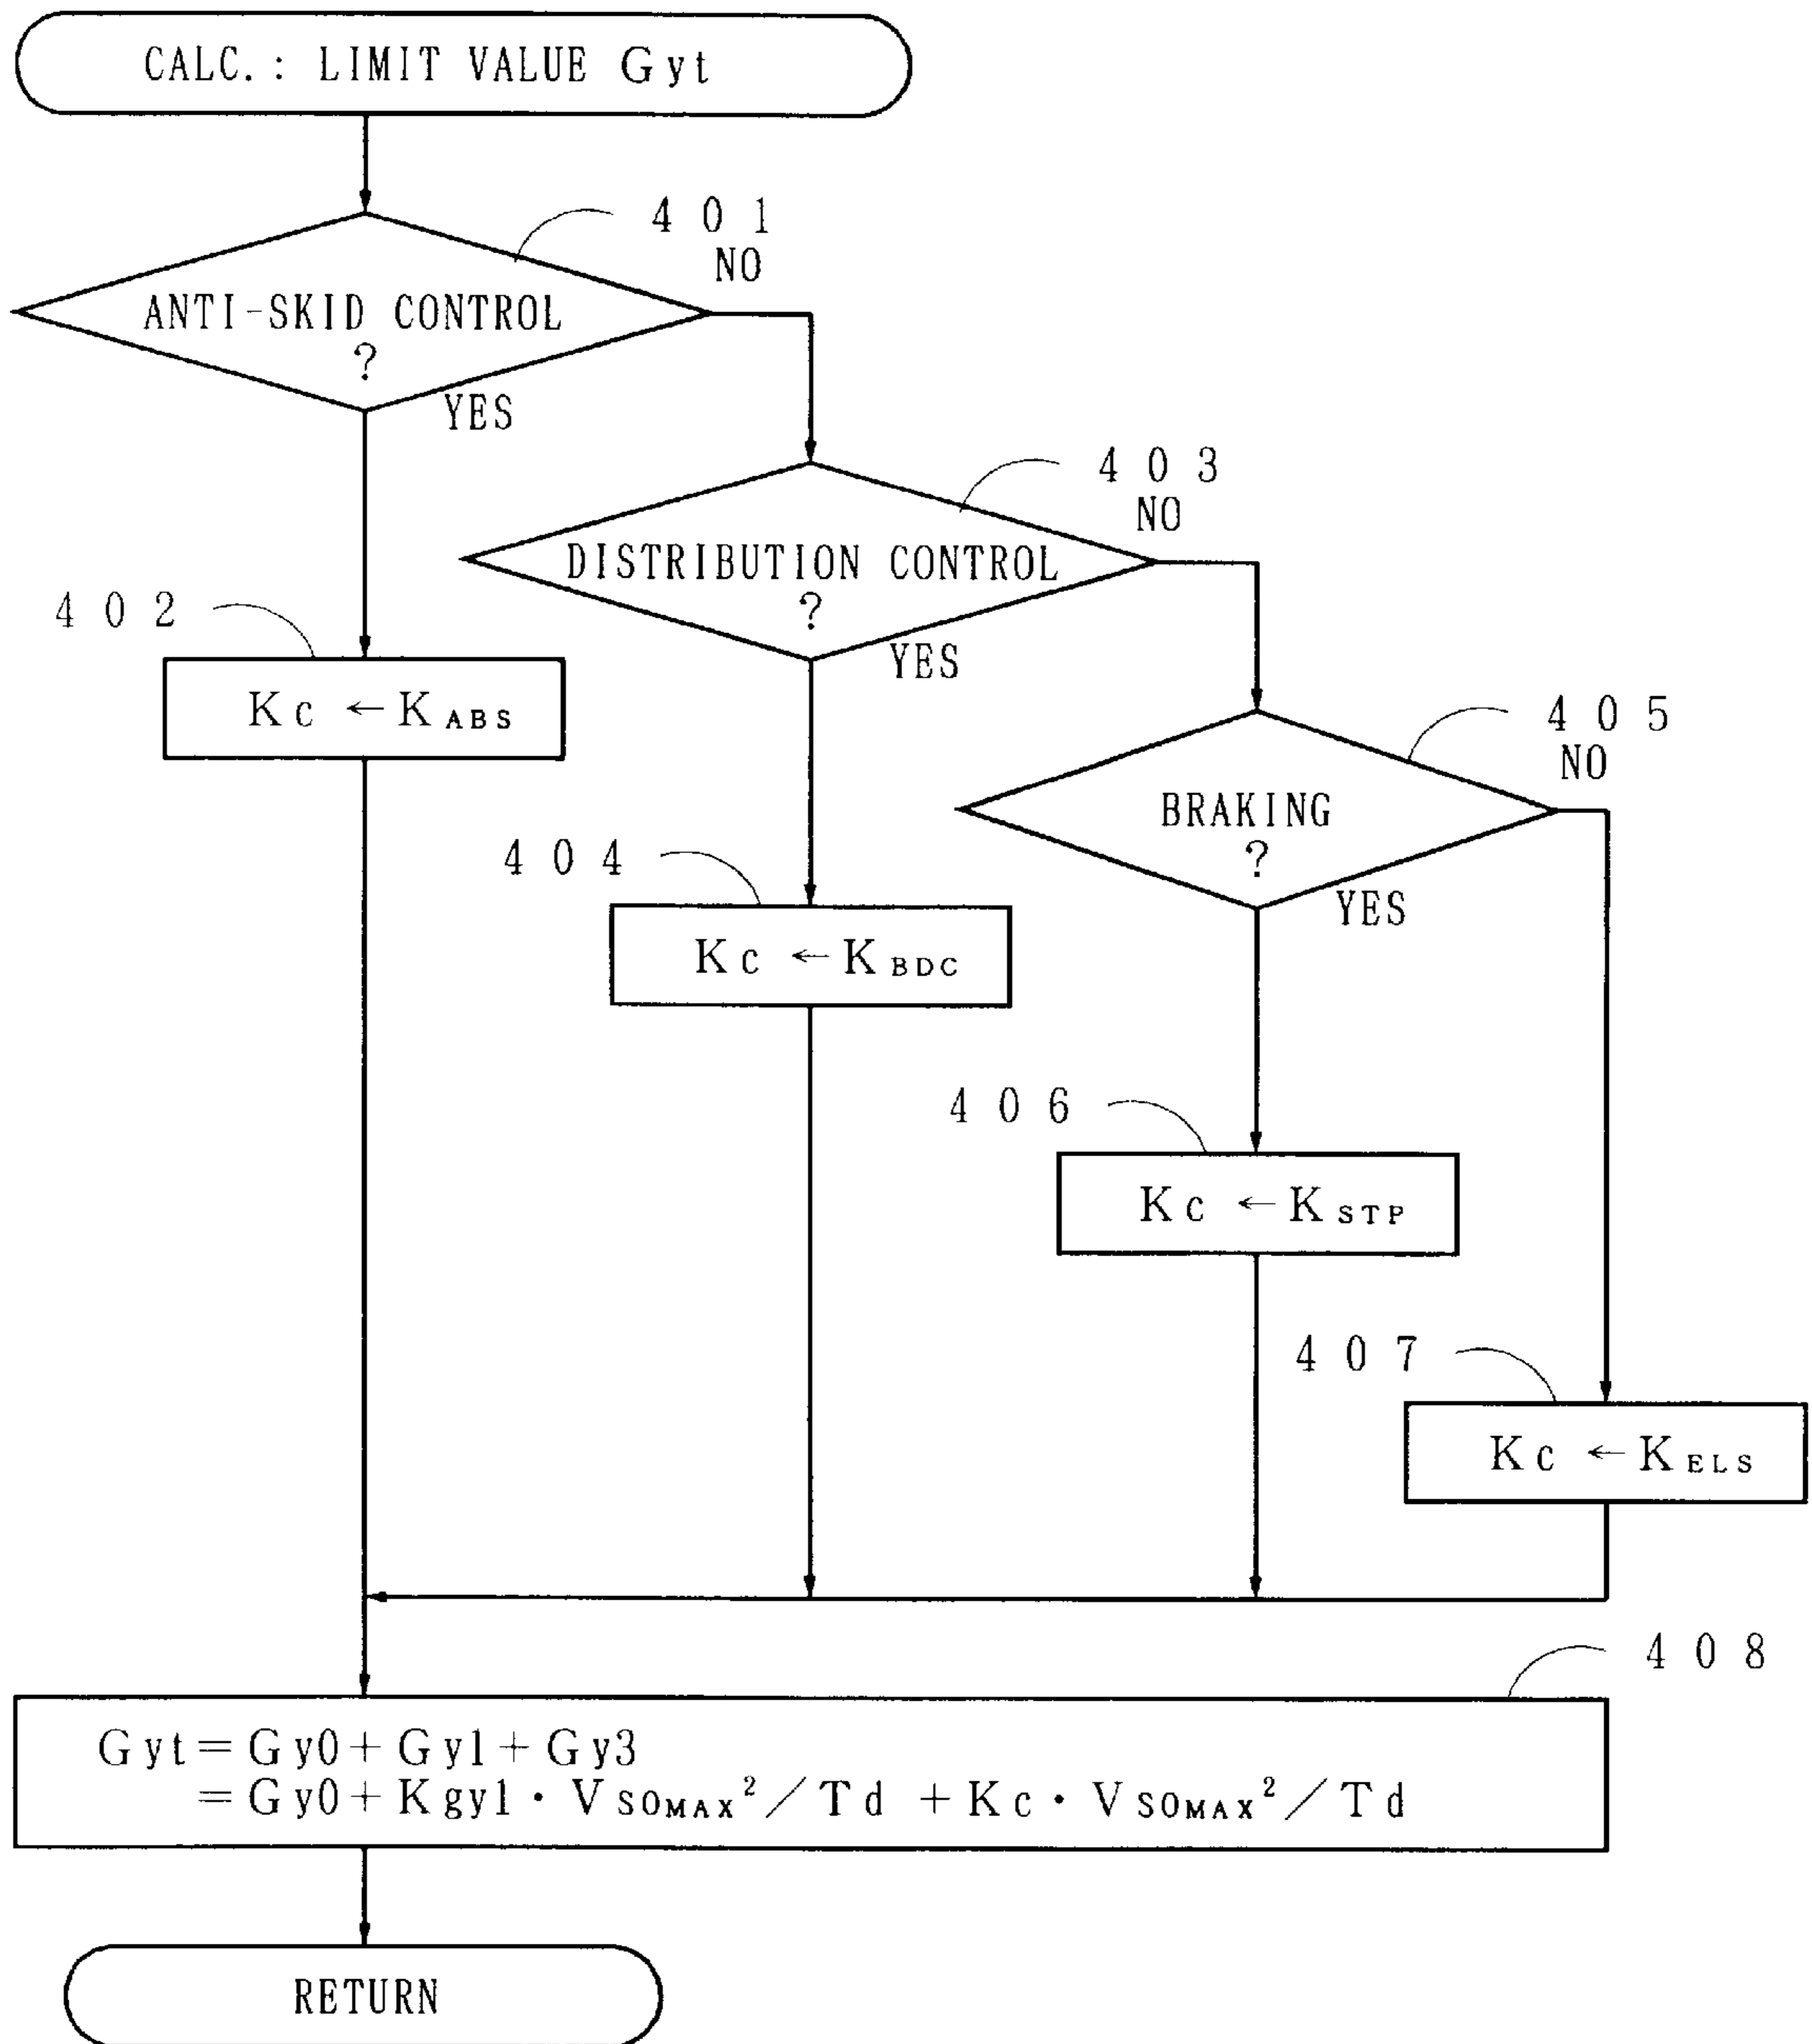 CALC.: LIMIT VALUE Gyt
401
NO
ANTI-SKID CONTROL
?
YES
403
NO
DISTRIBUTION CONTROL
?
YES
402
Kc ← KABS
405
NO
BRAKING
?
YES
404
Kc ← KBDC
406
Kc ← KSTP
407
Kc ← KELS
408
Gyt = Gy0 + Gy1 + Gy3
= Gy0 + Kgy1 · VSOMAX² / Td + Kc · VSOMAX² / Td
RETURN